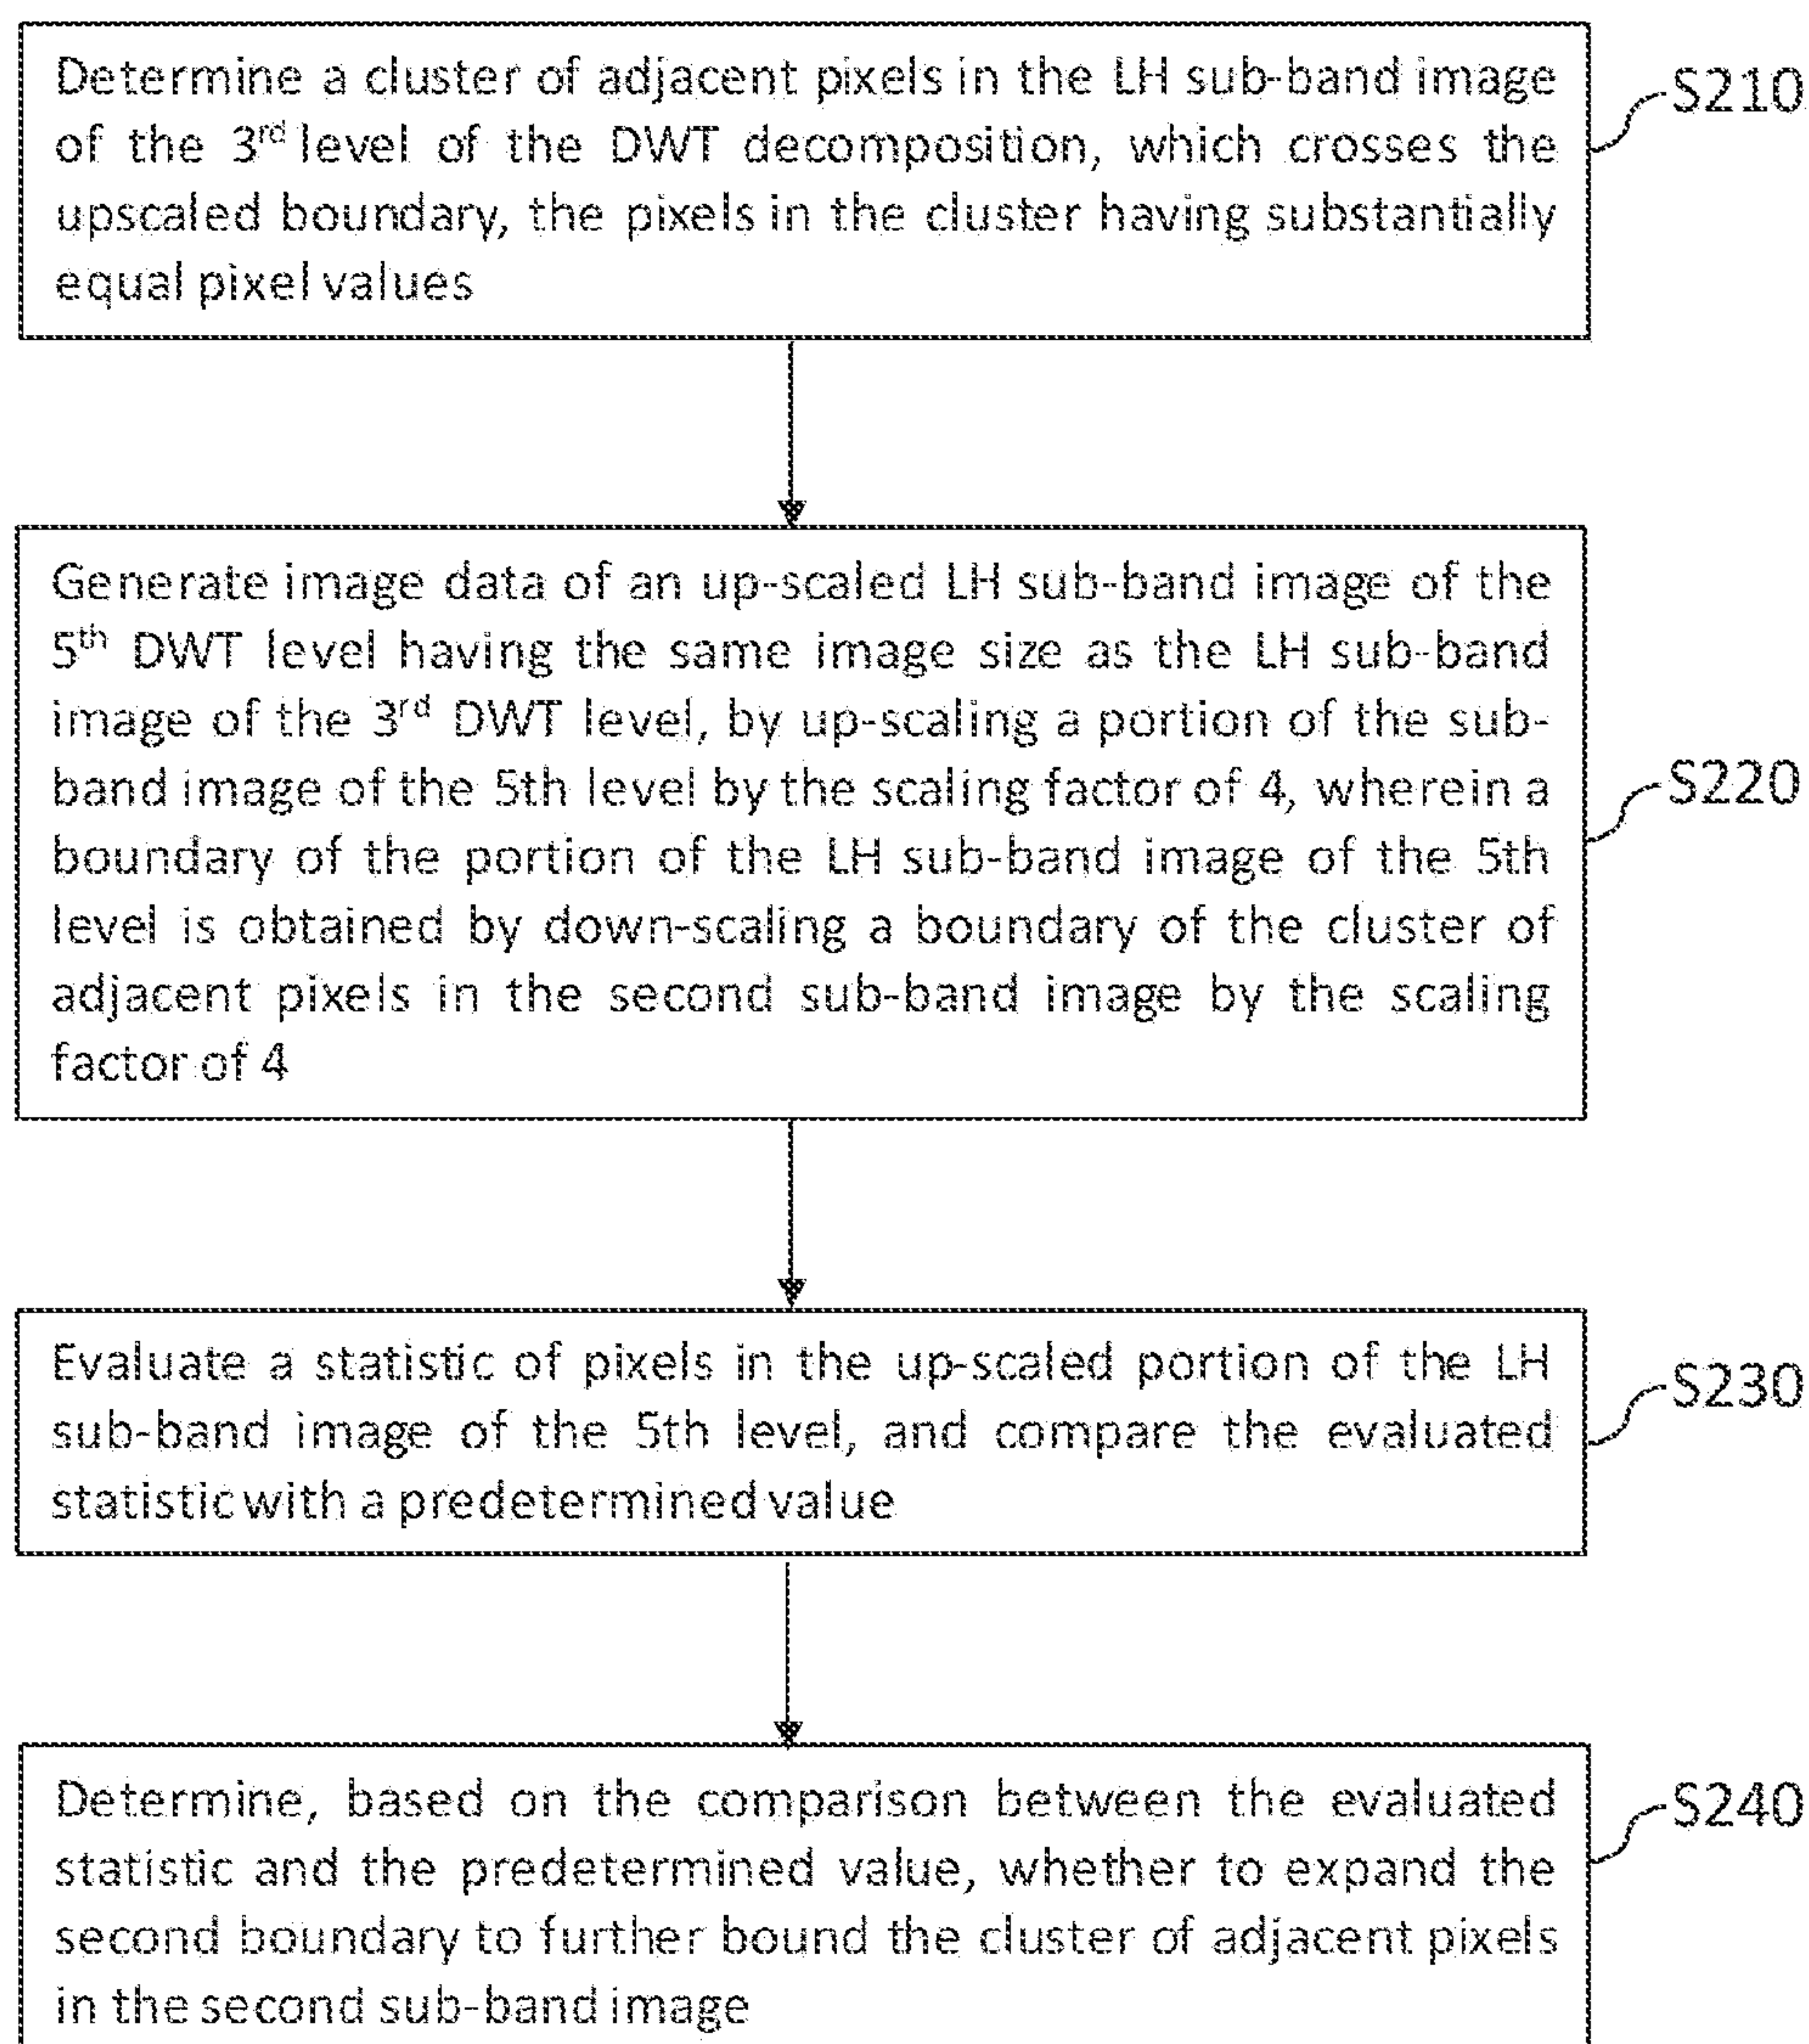 Determine a cluster of adjacent pixels in the LH sub-band image
of the 3rd level of the DWT decomposition, which crosses the
upscaled boundary, the pixels in the cluster having substantially
equal pixel values
S210
Generate image data of an up-scaled LH sub-band image of the
5th DWT level having the same image size as the LH sub-band
image of the 3rd DWT level, by up-scaling a portion of the sub-
band image of the 5th level by the scaling factor of 4, wherein a
boundary of the portion of the LH sub-band image of the 5th
level is obtained by down-scaling a boundary of the cluster of
adjacent pixels in the second sub-band image by the scaling
factor of 4
S220
Evaluate a statistic of pixels in the up-scaled portion of the LH
sub-band image of the 5th level, and compare the evaluated
statistic with a predetermined value
S230
Determine, based on the comparison between the evaluated
statistic and the predetermined value, whether to expand the
second boundary to further bound the cluster of adjacent pixels
in the second sub-band image
S240